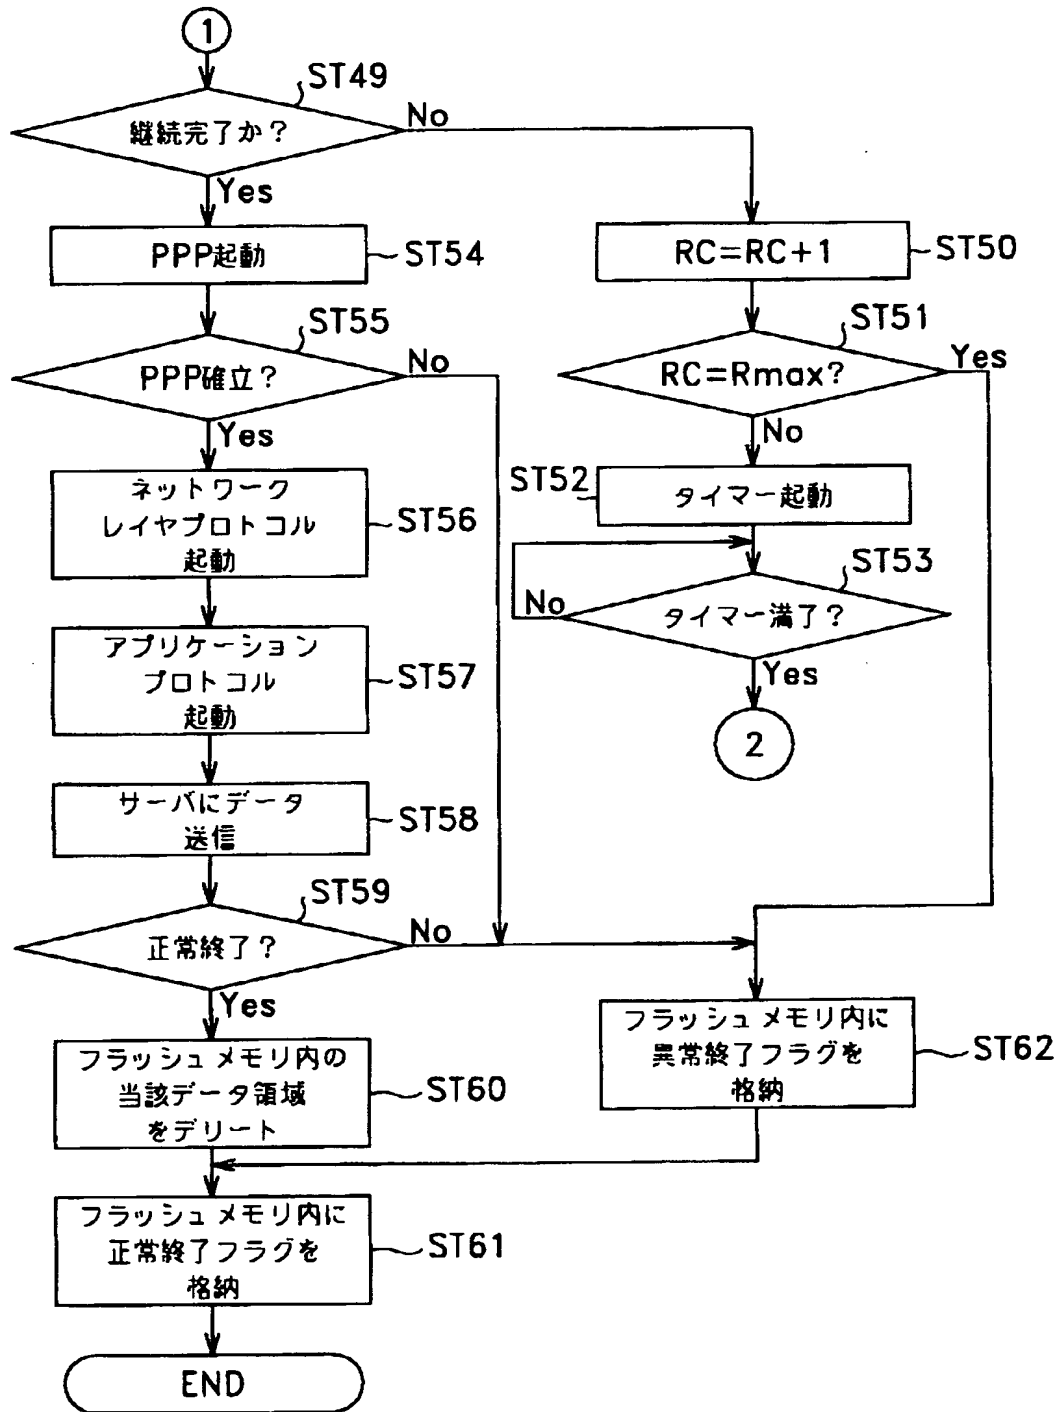 1
ST49
継続完了か?
No
Yes
PPP起動
ST54
RC=RC+1
ST50
ST55
PPP確立?
No
Yes
ST51
RC=Rmax?
Yes
No
ネットワーク
レイヤプロトコル
起動
ST56
ST52
タイマー起動
ST53
タイマー満了?
No
Yes
2
アプリケーション
プロトコル
起動
ST57
サーバにデータ
送信
ST58
ST59
正常終了?
No
Yes
フラッシュメモリ内の
当該データ領域
をデリート
ST60
フラッシュメモリ内に
異常終了フラグを
格納
ST62
フラッシュメモリ内に
正常終了フラグを
格納
ST61
END